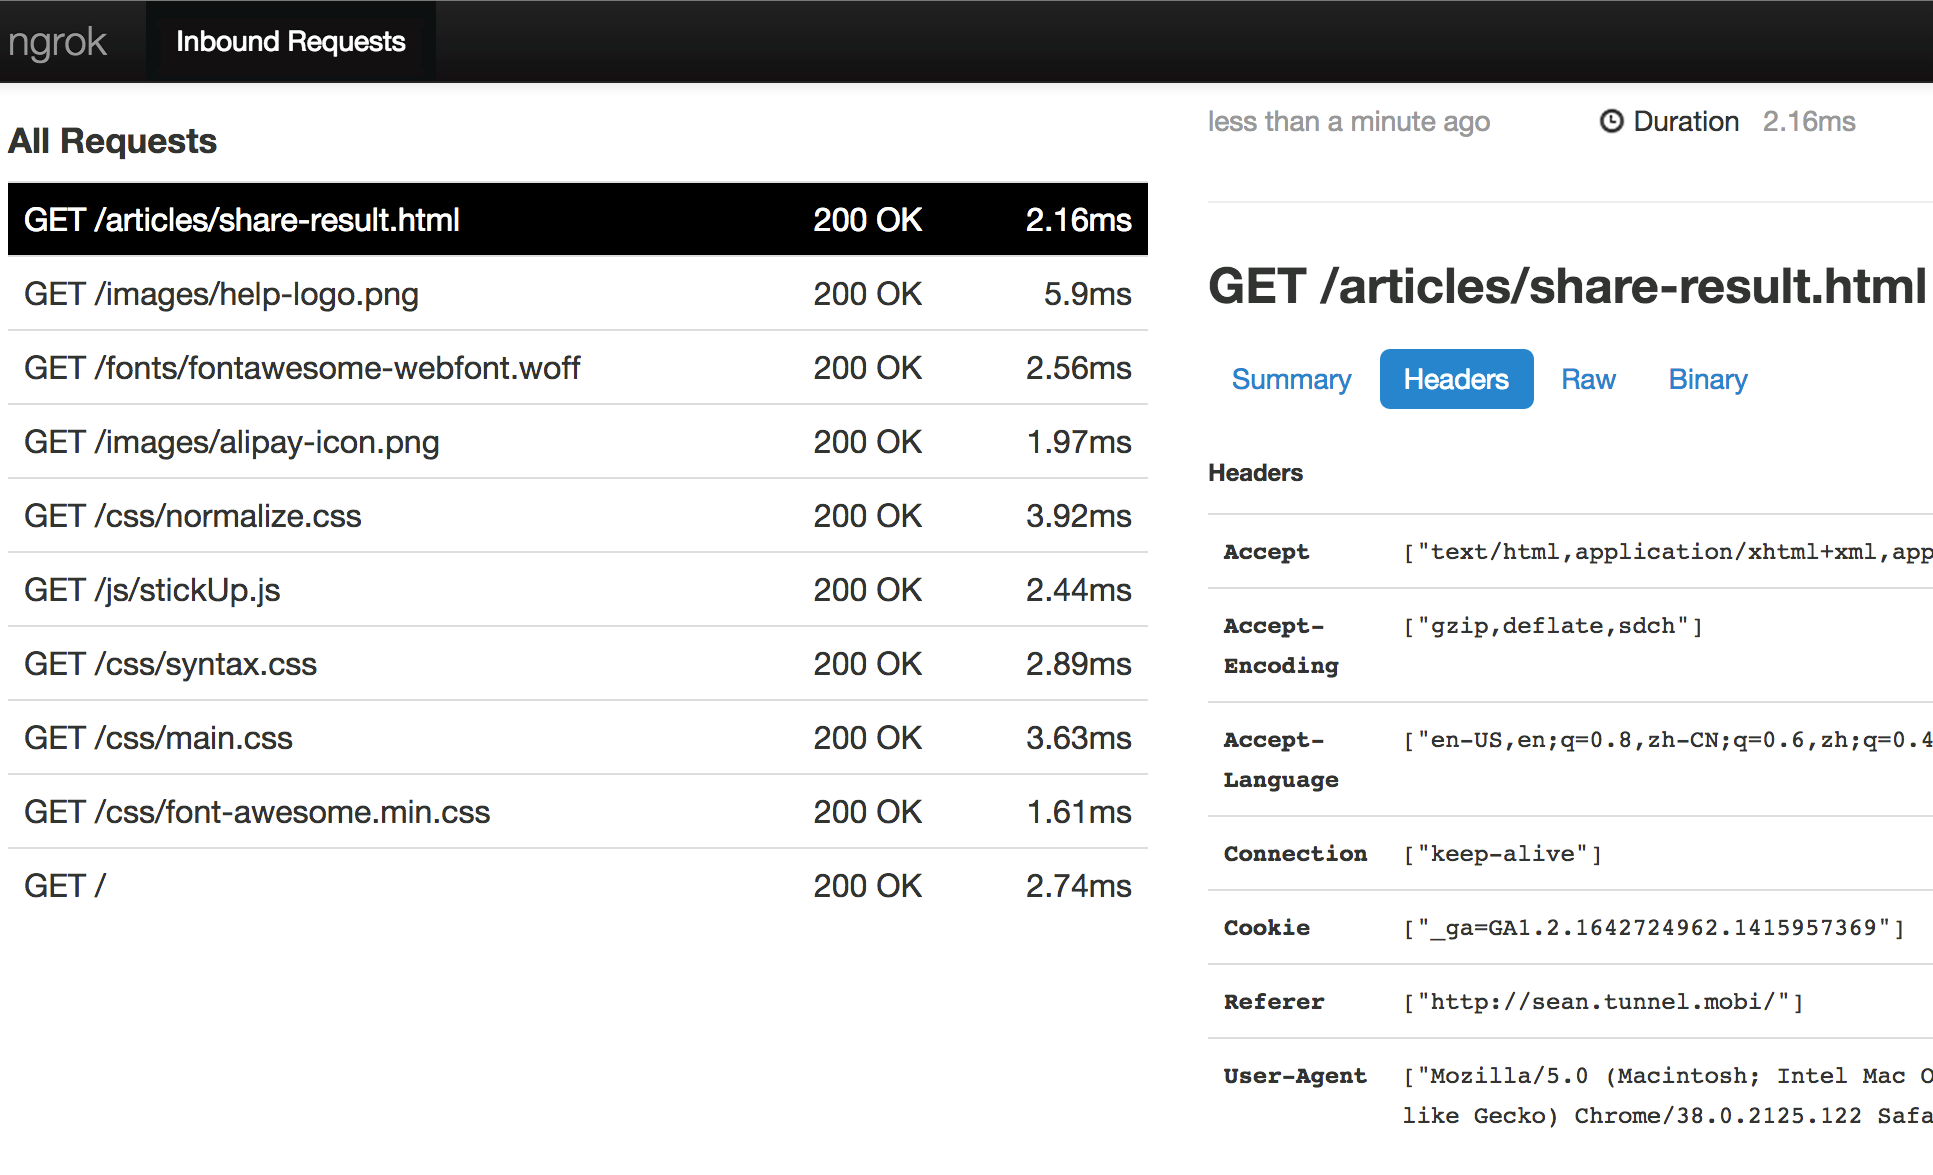 ngrok Inbound Requests
All Requests
GET /articles/share-result.html 200 OK 2.16ms
GET /images/help-logo.png 200 OK 5.9ms
GET /fonts/fontawesome-webfont.woff 200 OK 2.56ms
GET /images/alipay-icon.png 200 OK 1.97ms
GET /css/normalize.css 200 OK 3.92ms
GET /js/stickUp.js 200 OK 2.44ms
GET /css/syntax.css 200 OK 2.89ms
GET /css/main.css 200 OK 3.63ms
GET /css/font-awesome.min.css 200 OK 1.61ms
GET / 200 OK 2.74ms
less than a minute ago Duration 2.16ms
GET /articles/share-result.html
Summary Headers Raw Binary
Headers
Accept ["text/html,application/xhtml+xml,app
Accept- ["gzip,deflate,sdch"]
Encoding
Accept- ["en-US,en;q=0.8,zh-CN;q=0.6,zh;q=0.4
Language
Connection ["keep-alive"]
Cookie ["_ga=GA1.2.1642724962.1415957369"]
Referer ["http://sean.tunnel.mobi/"]
User-Agent ["Mozilla/5.0 (Macintosh; Intel Mac O
like Gecko) Chrome/38.0.2125.122 Safa